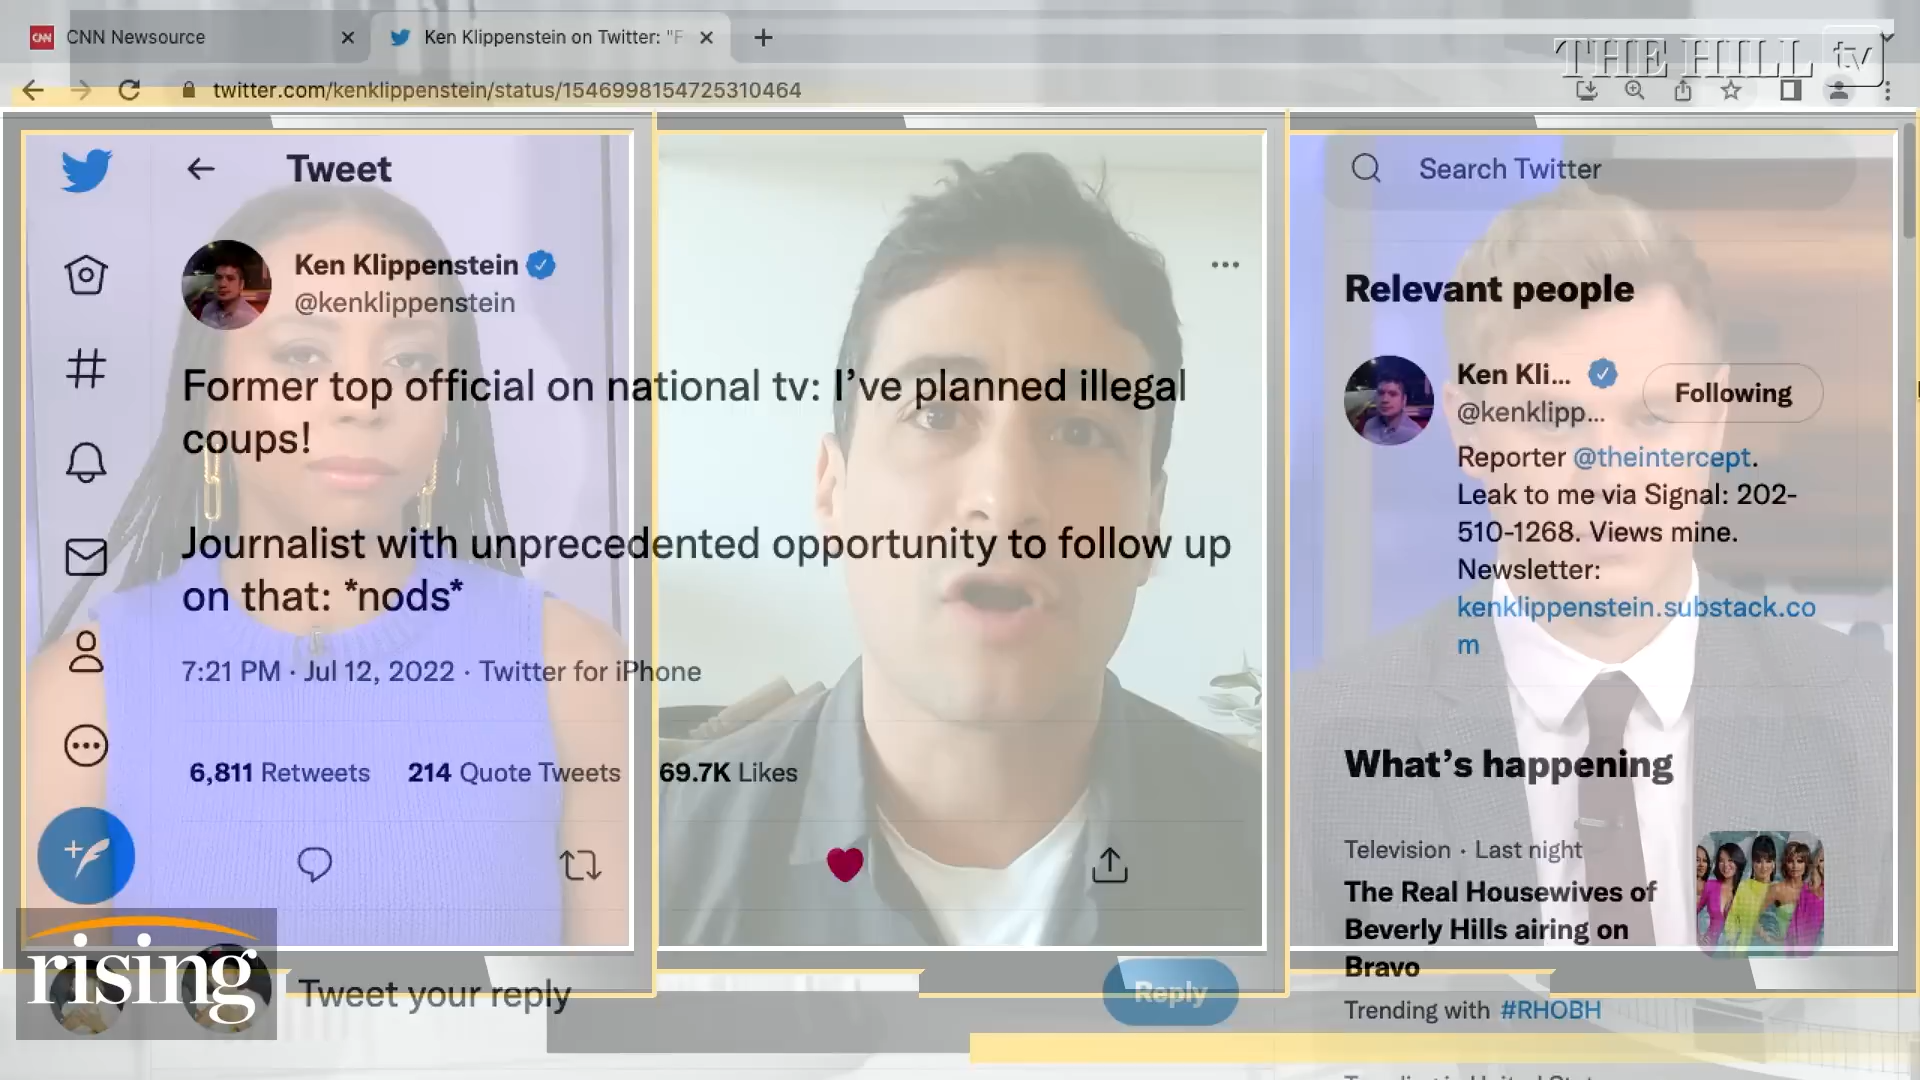 CNN Newsource
Ken Klippenstein on Twitter: "F
THE HILL tv
twitter.com/kenklippenstein/status/1546998154725310464
Tweet
Search Twitter
Ken Klippenstein
@kenklippenstein
Former top official on national tv: I've planned illegal
coups!
Journalist with unprecedented opportunity to follow up
on that: *nods*
7:21 PM · Jul 12, 2022 · Twitter for iPhone
6,811 Retweets 214 Quote Tweets 69.7K Likes
Tweet your reply
Reply
Relevant people
Ken Kli...
@kenklipp...
Following
Reporter @theintercept.
Leak to me via Signal: 202-
510-1268. Views mine.
Newsletter:
kenklippenstein.substack.co
m
What's happening
Television · Last night
The Real Housewives of
Beverly Hills airing on
Bravo
Trending with #RHOBH
rising